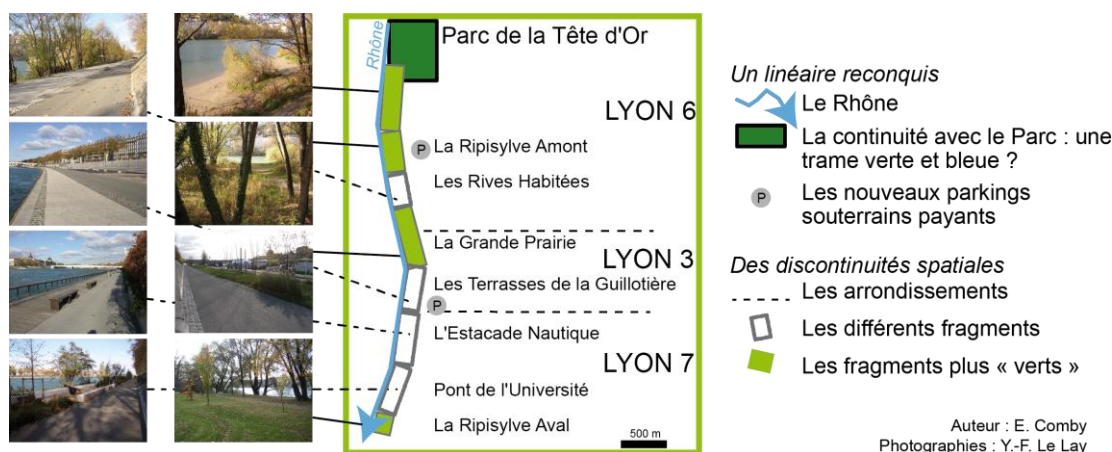 Rhône
Parc de la Tête d'Or
LYON 6
P
La Ripisylve Amont
Les Rives Habitées
La Grande Prairie
LYON 3
Les Terrasses de la Guillotière
P
L'Estacade Nautique
LYON 7
Pont de l'Université
La Ripisylve Aval
500 m
Un linéaire reconquis
Le Rhône
La continuité avec le Parc : une
trame verte et bleue ?
P
Les nouveaux parkings
souterrains payants
Des discontinuités spatiales
Les arrondissements
Les différents fragments
Les fragments plus « verts »
Auteur : E. Comby
Photographies : Y.-F. Le Lay